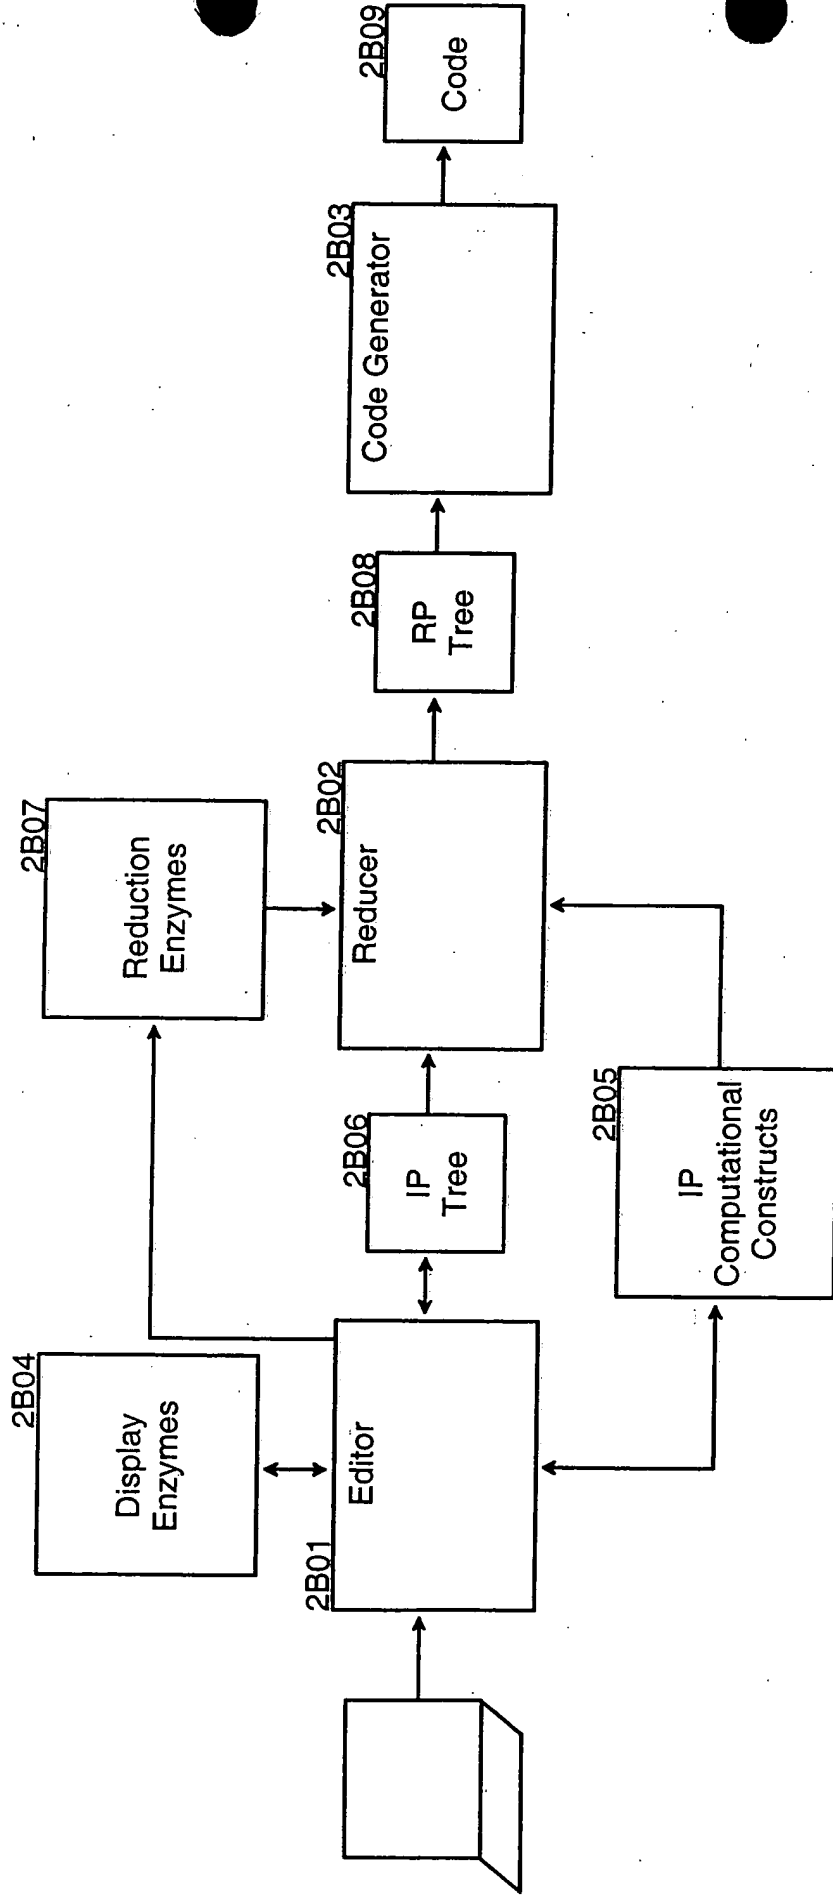 2B04
Display
Enzymes
2B07
Reduction
Enzymes
2B01
Editor
2B06
IP
Tree
2B02
Reducer
2B08
RP
Tree
2B03
Code Generator
2B09
Code
2B05
IP
Computational
Constructs